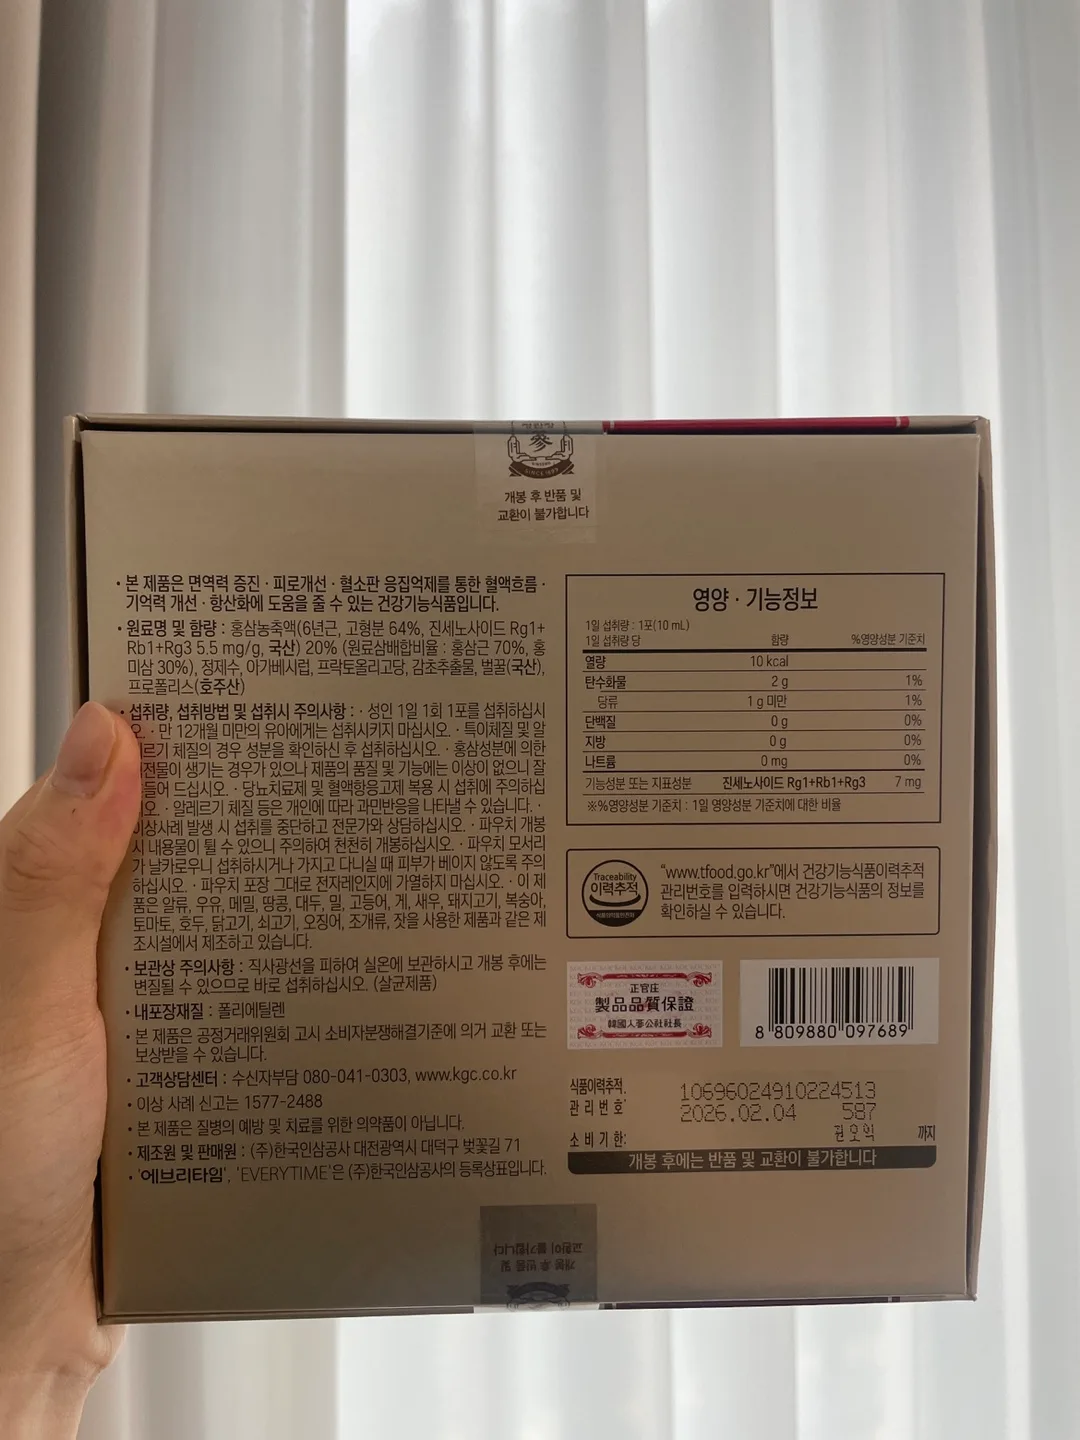 SINCE 1899
개봉 후 반품 및
교환이 불가합니다
· 본 제품은 면역력 증진 · 피로개선 · 혈소판 응집억제를 통한 혈액흐름 ·
기억력 개선 · 항산화에 도움을 줄 수 있는 건강기능식품입니다.
· 원료명 및 함량 : 홍삼농축액(6년근, 고형분 64%, 진세노사이드 Rg1+
Rb1+Rg3 5.5 mg/g, 국산) 20% (원료삼배합비율 : 홍삼근 70%, 홍
미삼 30%), 정제수, 아가베시럽, 프락토올리고당, 감초추출물, 벌꿀(국산),
프로폴리스(호주산)
· 섭취량, 섭취방법 및 섭취시 주의사항 : · 성인 1일 1회 1포를 섭취하십시
오. · 만 12개월 미만의 유아에게는 섭취시키지 마십시오. · 특이체질 및 알
르기 체질의 경우 성분을 확인하신 후 섭취하십시오. · 홍삼성분에 의한
전물이 생기는 경우가 있으나 제품의 품질 및 기능에는 이상이 없으니 잘
들어 드십시오. · 당뇨치료제 및 혈액항응고제 복용 시 섭취에 주의하십
오. · 알레르기 체질 등은 개인에 따라 과민반응을 나타낼 수 있습니다. ·
이상사례 발생 시 섭취를 중단하고 전문가와 상담하십시오. · 파우치 개봉
시 내용물이 튈 수 있으니 주의하여 천천히 개봉하십시오. · 파우치 모서리
가 날카로우니 섭취하시거나 가지고 다니실 때 피부가 베이지 않도록 주의
하십시오. · 파우치 포장 그대로 전자레인지에 가열하지 마십시오. · 이 제
품은 알류, 우유, 메밀, 땅콩, 대두, 밀, 고등어, 게, 새우, 돼지고기, 복숭아,
토마토, 호두, 닭고기, 쇠고기, 오징어, 조개류, 잣을 사용한 제품과 같은 제
조시설에서 제조하고 있습니다.
· 보관상 주의사항 : 직사광선을 피하여 실온에 보관하시고 개봉 후에는
변질될 수 있으므로 바로 섭취하십시오. (살균제품)
· 내포장재질 : 폴리에틸렌
· 본 제품은 공정거래위원회 고시 소비자분쟁해결기준에 의거 교환 또는
보상받을 수 있습니다.
· 고객상담센터 : 수신자부담 080-041-0303, www.kgc.co.kr
· 이상 사례 신고는 1577-2488
· 본 제품은 질병의 예방 및 치료를 위한 의약품이 아닙니다.
· 제조원 및 판매원 : (주)한국인삼공사 대전광역시 대덕구 벚꽃길 71
· '에브리타임', 'EVERYTIME'은 (주)한국인삼공사의 등록상표입니다.
영양 · 기능정보
1일 섭취량 : 1포(10 mL)
1일 섭취량 당 함량 %영양성분 기준치
열량 10 kcal
탄수화물 2 g 1%
당류 1 g 미만 1%
단백질 0 g 0%
지방 0 g 0%
나트륨 0 mg 0%
기능성분 또는 지표성분 진세노사이드 Rg1+Rb1+Rg3 7 mg
※%영양성분 기준치 : 1일 영양성분 기준치에 대한 비율
Traceability
이력추적
"www.tfood.go.kr"에서 건강기능식품이력추적
관리번호를 입력하시면 건강기능식품의 정보를
확인하실 수 있습니다.
正官庄
製品品質保證
韓國人蔘公社社長
8 809880 097689
식품이력추적
관리번호 : 10696024910224513
2026.02.04 587
소비기한: 권오억 까지
개봉 후에는 반품 및 교환이 불가합니다
개봉 후 반품 및
교환이 불가합니다